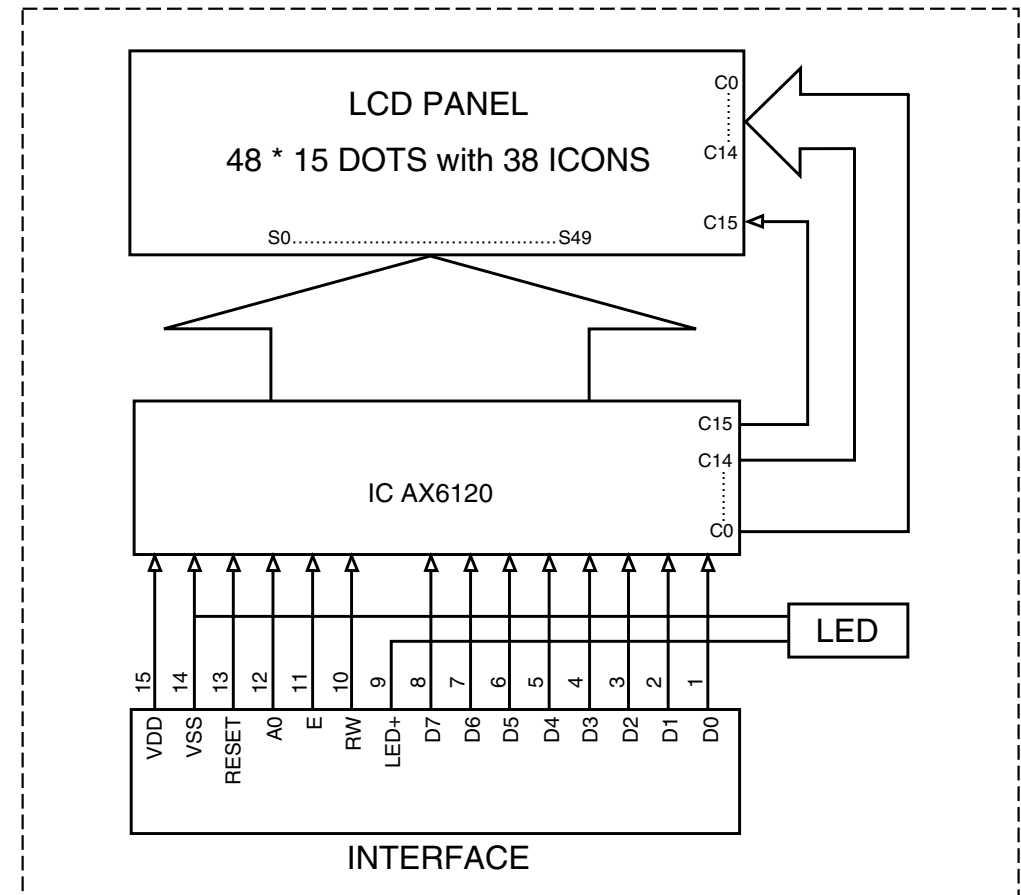 C0
LCD PANEL
C14
48 * 15 DOTS with 38 ICONS
C15
S0............................................S49
C15
C14
IC AX6120
C0
LED
15 14 13 12 11 10 9 8 7 6 5 4 3 2 1
VDD VSS RESET A0 E RW LED+ D7 D6 D5 D4 D3 D2 D1 D0
INTERFACE